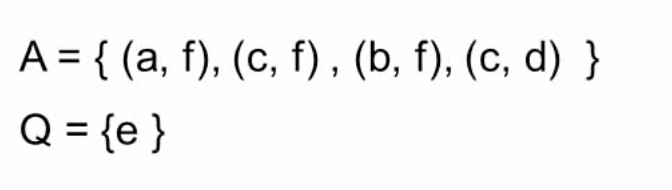 A = { (a, f), (c, f) , (b, f), (c, d)  }
Q = {e }